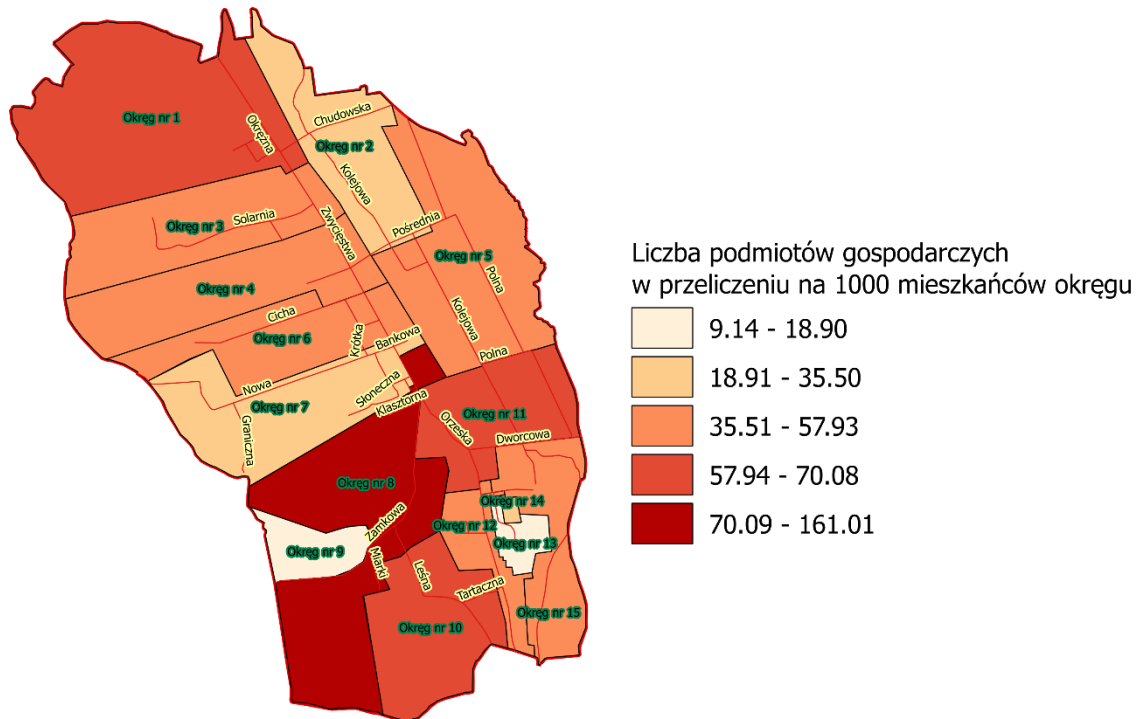 Okręg nr 1
Okrężna
Chudowska
Okręg nr 2
Kolejowa
Okręg nr 3
Solarnia
Zwycięstwa
Pośrednia
Okręg nr 5
Polna
Okręg nr 4
Cicha
Kolejowa
Okręg nr 6
Krótka
Bankowa
Polna
Nowa
Słoneczna
Okręg nr 7
Klasztorna
Graniczna
Okręg nr 11
Orzeska
Dworcowa
Okręg nr 8
Okręg nr 14
Zamkowa
Okręg nr 12
Okręg nr 13
Okręg nr 9
Miarki
Leśna
Tartaczna
Okręg nr 15
Okręg nr 10
Liczba podmiotów gospodarczych
w przeliczeniu na 1000 mieszkańców okręgu
9.14 - 18.90
18.91 - 35.50
35.51 - 57.93
57.94 - 70.08
70.09 - 161.01